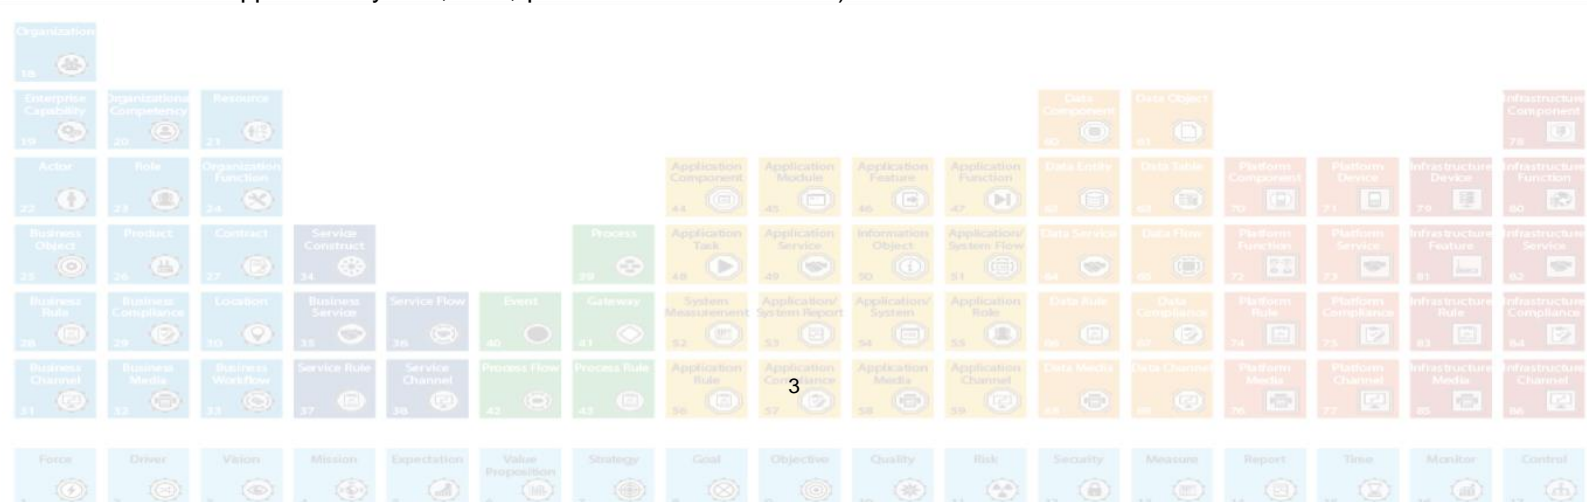 Organization
18
Enterprise Capability Organizational Competency Resource Data Component Data Object Infrastructure Component
19 20 21 60 61 78
Actor Role Organization Function Application Component Application Module Application Feature Application Function Data Entity Data Table Platform Component Platform Device Infrastructure Device Infrastructure Function
22 23 24 44 45 46 47 62 63 70 71 79 80
Business Object Product Contract Service Construct Process Application Task Application Service Information Object Application/ System Flow Data Service Data Flow Platform Function Platform Service Infrastructure Feature Infrastructure Service
25 26 27 34 39 48 49 50 51 64 65 72 73 81 82
Business Rule Business Compliance Location Business Service Service Flow Event Gateway System Measurement Application/ System Report Application/ System Application Role Data Rule Data Compliance Platform Rule Platform Compliance Infrastructure Rule Infrastructure Compliance
28 29 30 35 36 40 41 52 53 54 55 66 67 74 75 83 84
Business Channel Business Media Business Workflow Service Rule Service Channel Process Flow Process Rule Application Rule Application Compliance Application Media Application Channel Data Media Data Channel Platform Media Platform Channel Infrastructure Media Infrastructure Channel
3
31 32 33 37 38 42 43 56 57 58 59 68 69 76 77 85 86
Force Driver Vision Mission Expectation Value Proposition Strategy Goal Objective Quality Risk Security Measure Report Time Monitor Control